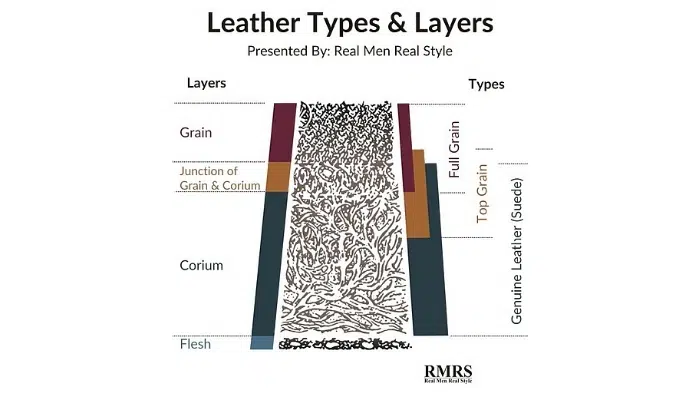 Leather Types & Layers
Presented By: Real Men Real Style
Layers
Types
Grain
Junction of
Grain & Corium
Corium
Flesh
Full Grain
Top Grain
Genuine Leather (Suede)
RMRS
Real Men Real Style